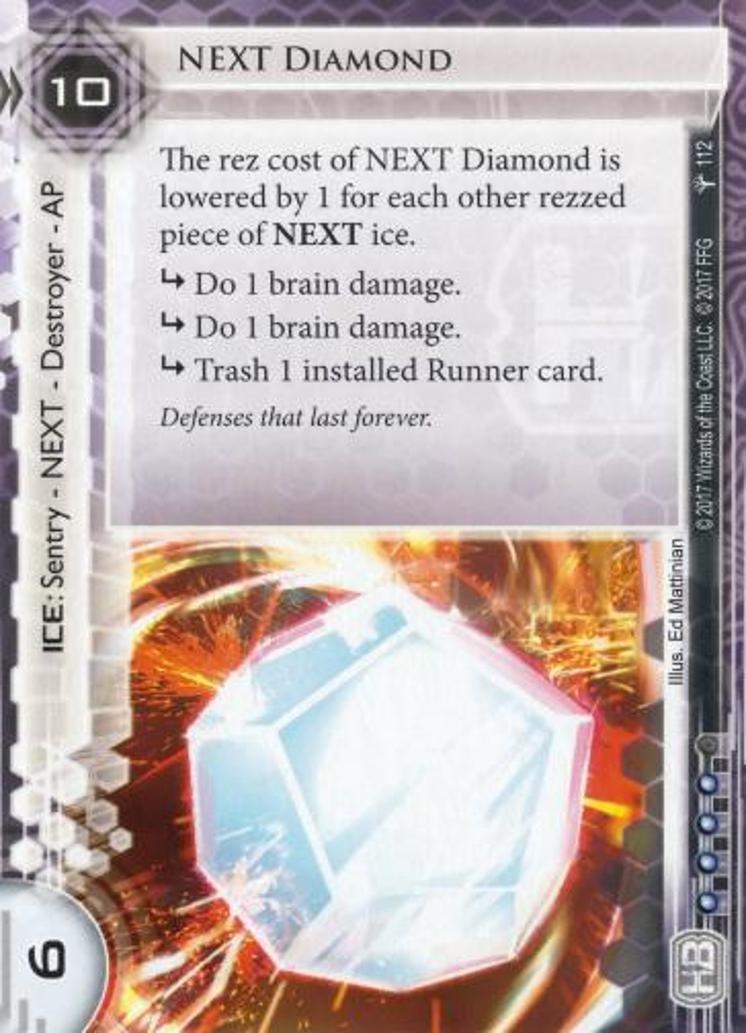 NEXT DIAMOND
10
The rez cost of NEXT Diamond is
lowered by 1 for each other rezzed
piece of NEXT ice.
↳ Do 1 brain damage.
↳ Do 1 brain damage.
↳ Trash 1 installed Runner card.
Defenses that last forever.
ICE: Sentry - NEXT - Destroyer - AP
© 2017 Wizards of the Coast LLC. © 2017 FFG 112
Illus. Ed Mattinian
6
HB